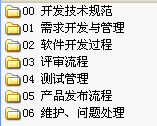 00 开发技术规范
01 需求开发与管理
02 软件开发过程
03 评审流程
04 测试管理
05 产品发布流程
06 维护、问题处理